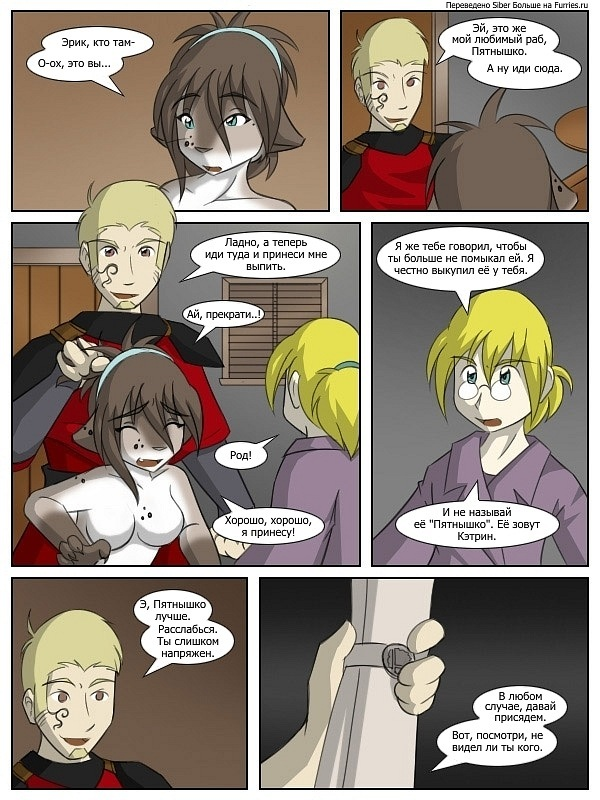 Переведено Siber Больше на Furries.ru
Эрик, кто там-
О-ох, это вы...
Эй, это же
мой любимый раб,
Пятнышко.
А ну иди сюда.
Ладно, а теперь
иди туда и принеси мне
выпить.
Ай, прекрати..!
Род!
Хорошо, хорошо,
я принесу!
Я же тебе говорил, чтобы
ты больше не помыкал ей. Я
честно выкупил её у тебя.
И не называй
её "Пятнышко". Её зовут
Кэтрин.
Э, Пятнышко
лучше.
Расслабься.
Ты слишком
напряжен.
В любом
случае, давай
присядем.
Вот, посмотри, не
видел ли ты кого.